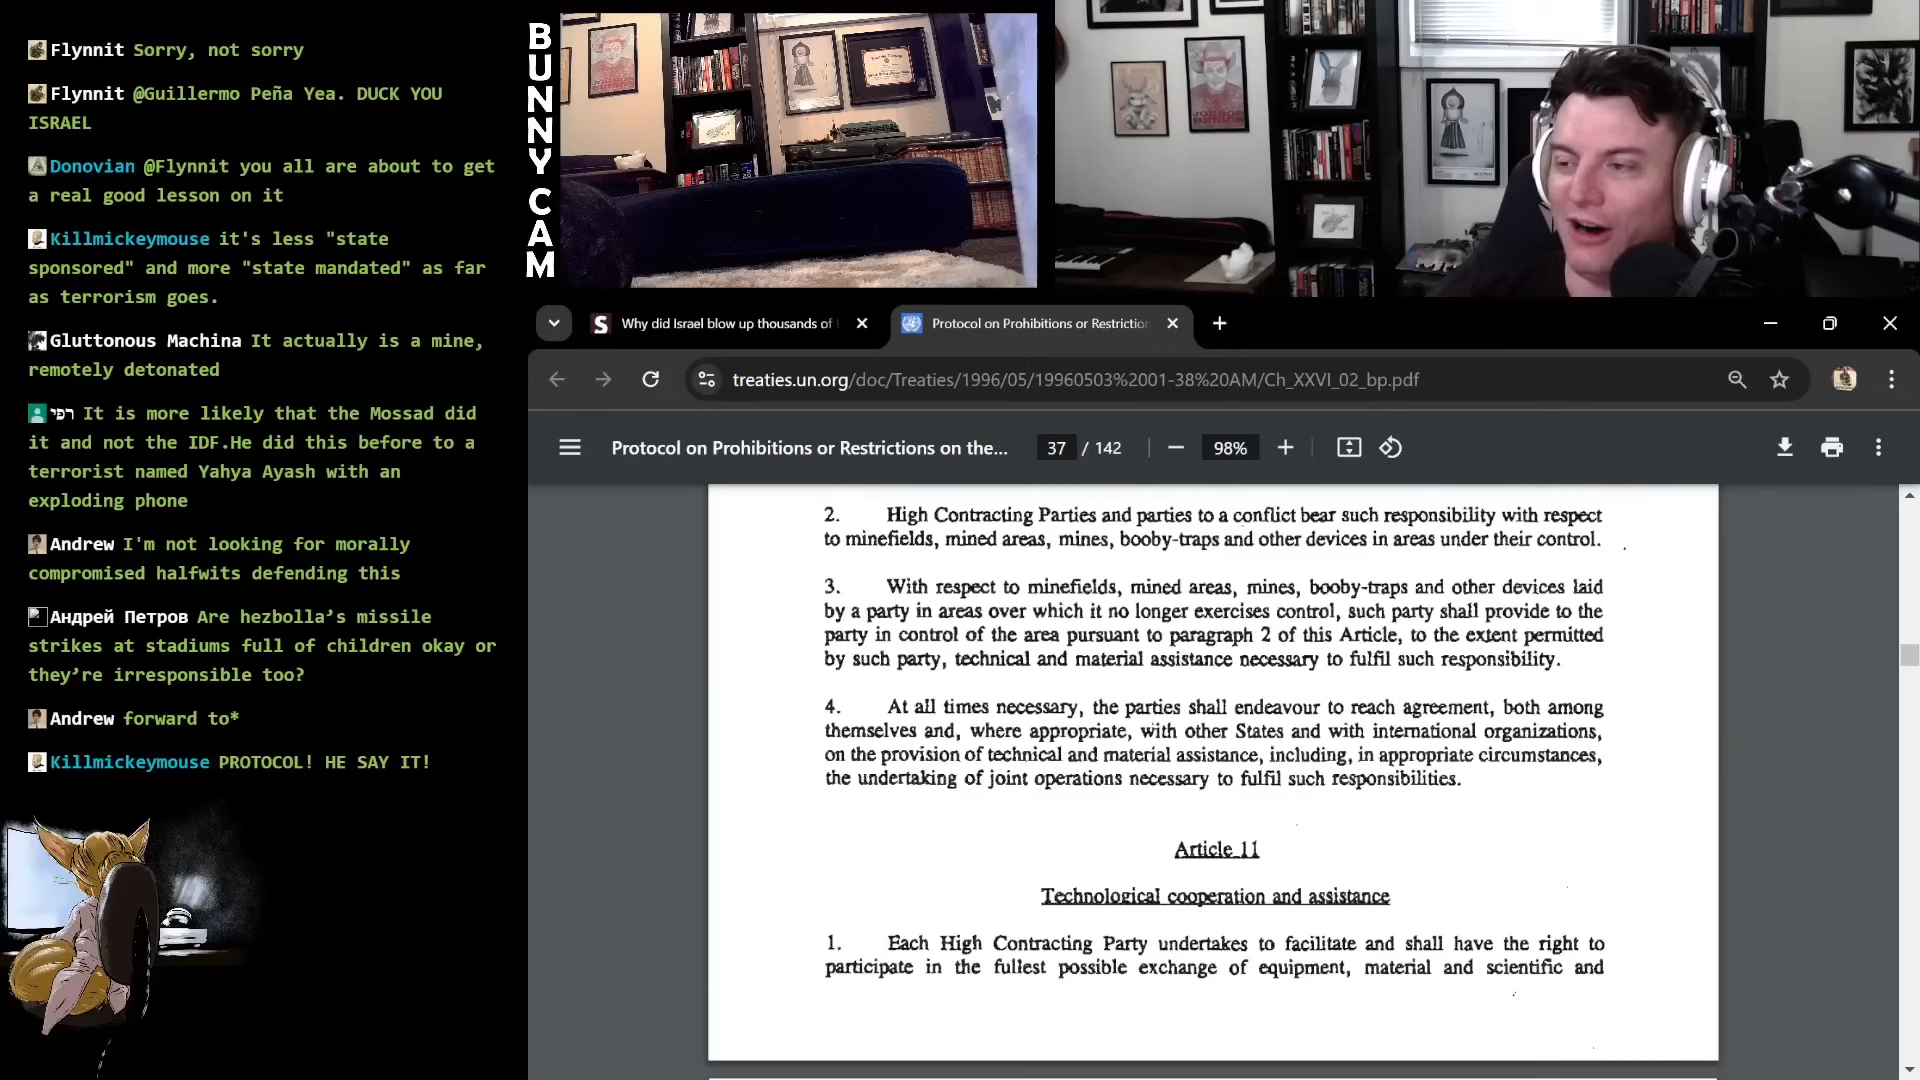 Flynnit Sorry, not sorry
Flynnit @Guillermo Peña Yea. DUCK YOU
ISRAEL
Donovian @Flynnit you all are about to get
a real good lesson on it
Killmickeymouse it's less "state
sponsored" and more "state mandated" as far
as terrorism goes.
Gluttonous Machina It actually is a mine,
remotely detonated
רפי It is more likely that the Mossad did
it and not the IDF.He did this before to a
terrorist named Yahya Ayash with an
exploding phone
Andrew I'm not looking for morally
compromised halfwits defending this
Андрей Петров Are hezbolla’s missile
strikes at stadiums full of children okay or
they’re irresponsible too?
Andrew forward to*
Killmickeymouse PROTOCOL! HE SAY IT!
BUNNY CAM
Why did Israel blow up thousands of
Protocol on Prohibitions or Restriction
treaties.un.org/doc/Treaties/1996/05/19960503%2001-38%20AM/Ch_XXVI_02_bp.pdf
Protocol on Prohibitions or Restrictions on the... 37 / 142 98%
2. High Contracting Parties and parties to a conflict bear such responsibility with respect
to minefields, mined areas, mines, booby-traps and other devices in areas under their control.
3. With respect to minefields, mined areas, mines, booby-traps and other devices laid
by a party in areas over which it no longer exercises control, such party shall provide to the
party in control of the area pursuant to paragraph 2 of this Article, to the extent permitted
by such party, technical and material assistance necessary to fulfil such responsibility.
4. At all times necessary, the parties shall endeavour to reach agreement, both among
themselves and, where appropriate, with other States and with international organizations,
on the provision of technical and material assistance, including, in appropriate circumstances,
the undertaking of joint operations necessary to fulfil such responsibilities.
Article 11
Technological cooperation and assistance
1. Each High Contracting Party undertakes to facilitate and shall have the right to
participate in the fullest possible exchange of equipment, material and scientific and